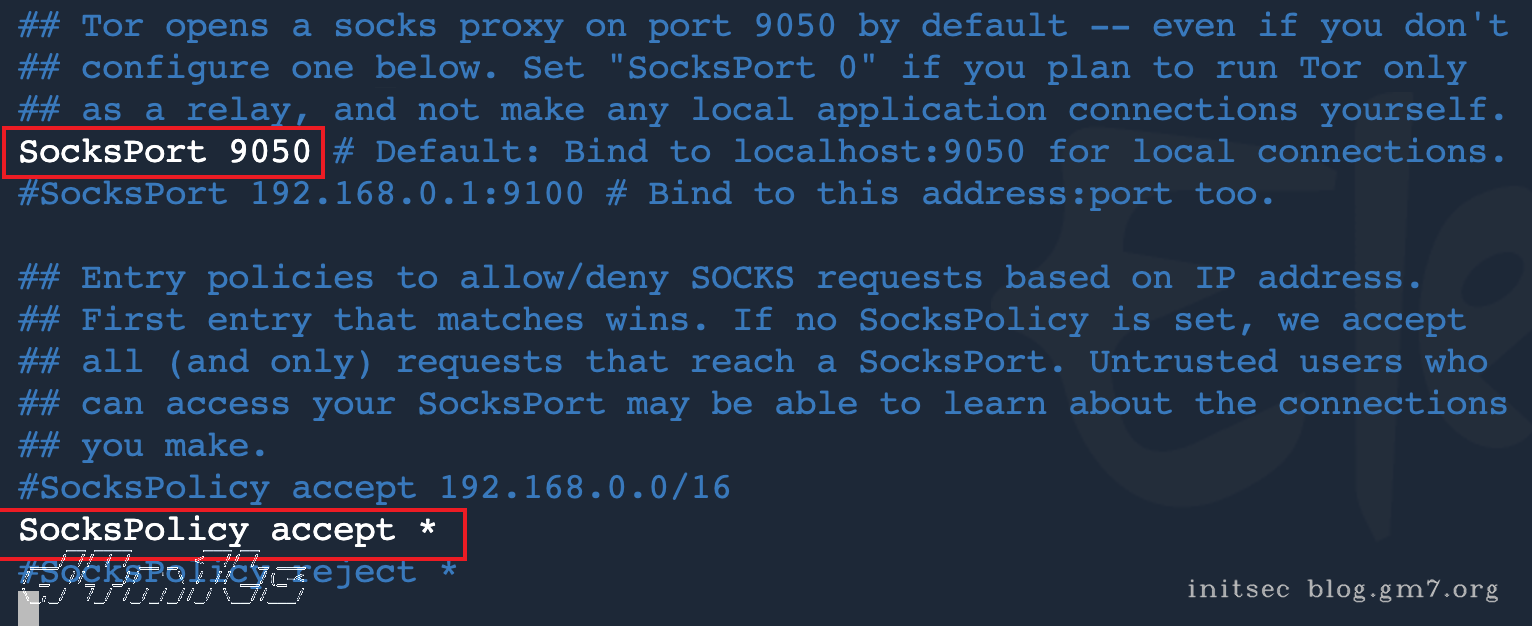 ## Tor opens a socks proxy on port 9050 by default -- even if you don't
## configure one below. Set "SocksPort 0" if you plan to run Tor only
## as a relay, and not make any local application connections yourself.
SocksPort 9050 # Default: Bind to localhost:9050 for local connections.
#SocksPort 192.168.0.1:9100 # Bind to this address:port too.
## Entry policies to allow/deny SOCKS requests based on IP address.
## First entry that matches wins. If no SocksPolicy is set, we accept
## all (and only) requests that reach a SocksPort. Untrusted users who
## can access your SocksPort may be able to learn about the connections
## you make.
#SocksPolicy accept 192.168.0.0/16
SocksPolicy accept *
#SocksPolicy reject *
initsec blog.gm7.org